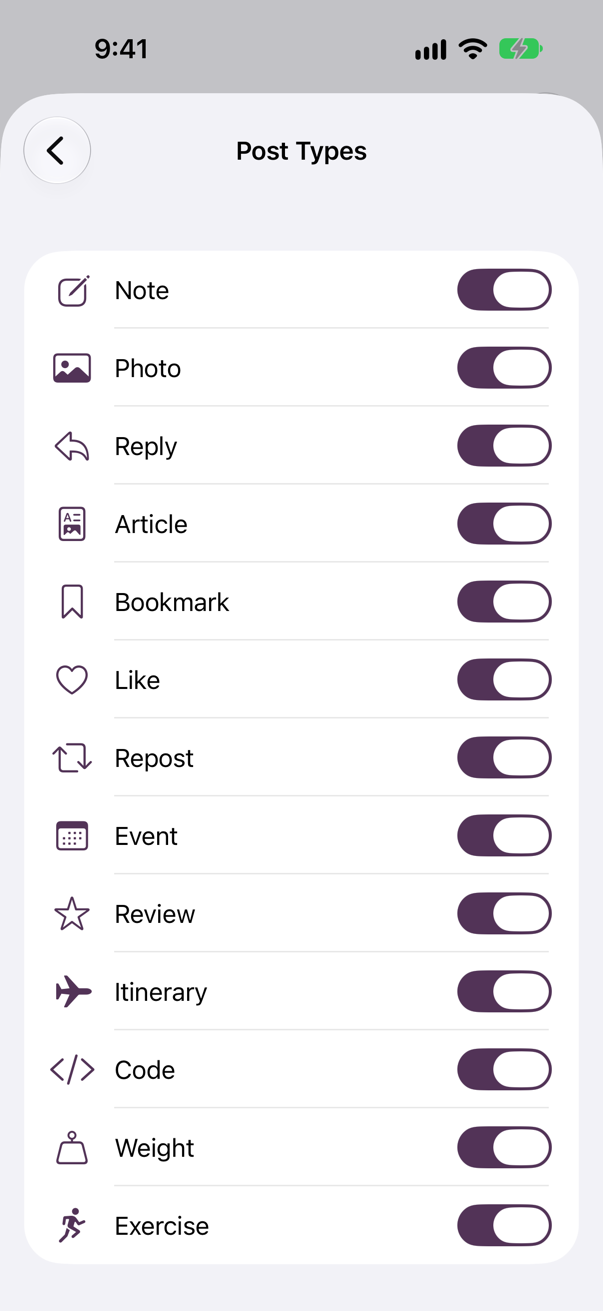 9:41
Post Types
Note
Photo
Reply
Article
Bookmark
Like
Repost
Event
Review
Itinerary
Code
Weight
Exercise